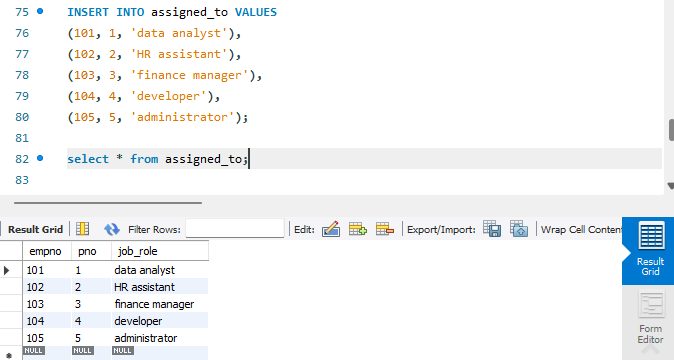 75 INSERT INTO assigned_to VALUES
76 (101, 1, 'data analyst'),
77 (102, 2, 'HR assistant'),
78 (103, 3, 'finance manager'),
79 (104, 4, 'developer'),
80 (105, 5, 'administrator');
81
82 select * from assigned_to;
83
Result Grid Filter Rows: Edit: Export/Import: Wrap Cell Conten
empno pno job_role
101 1 data analyst
102 2 HR assistant
103 3 finance manager
104 4 developer
105 5 administrator
NULL NULL NULL
Result
Grid
Form
Editor